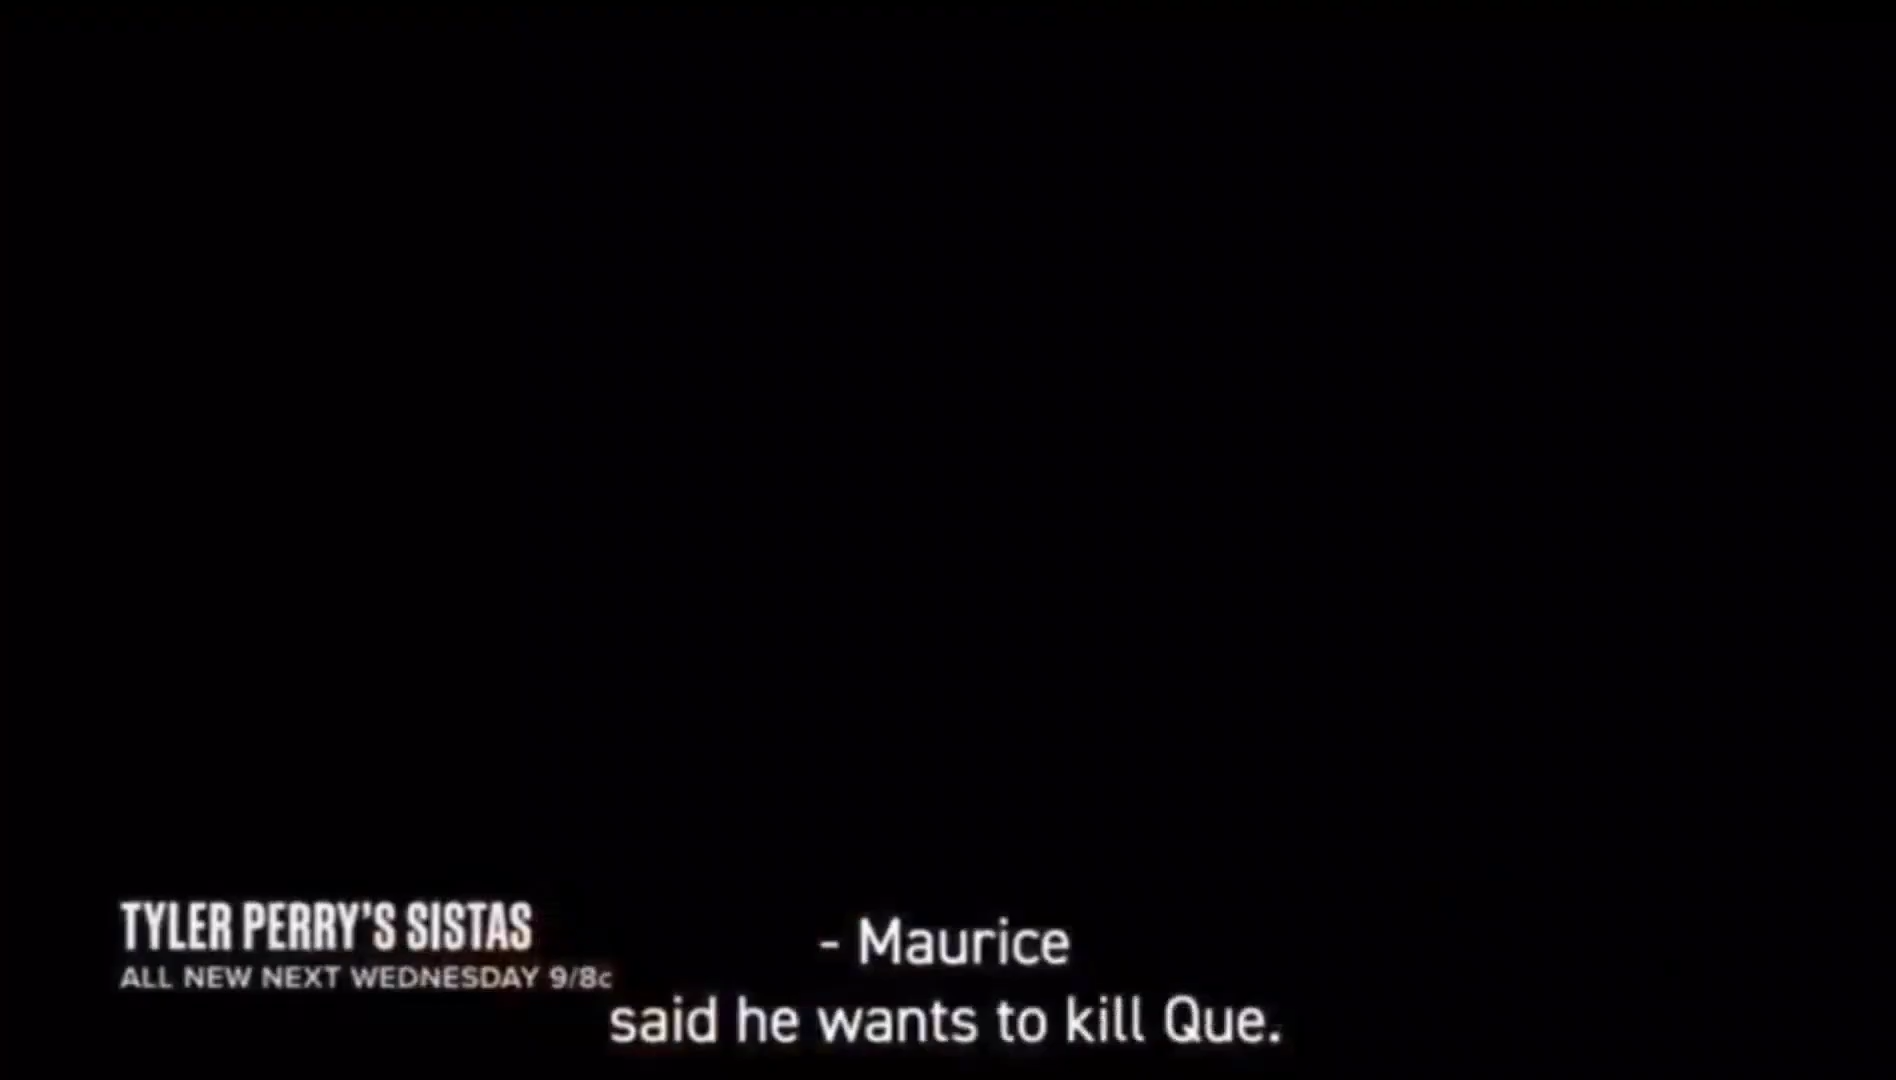 TYLER PERRY'S SISTAS
ALL NEW NEXT WEDNESDAY 9/8c
- Maurice
said he wants to kill Que.